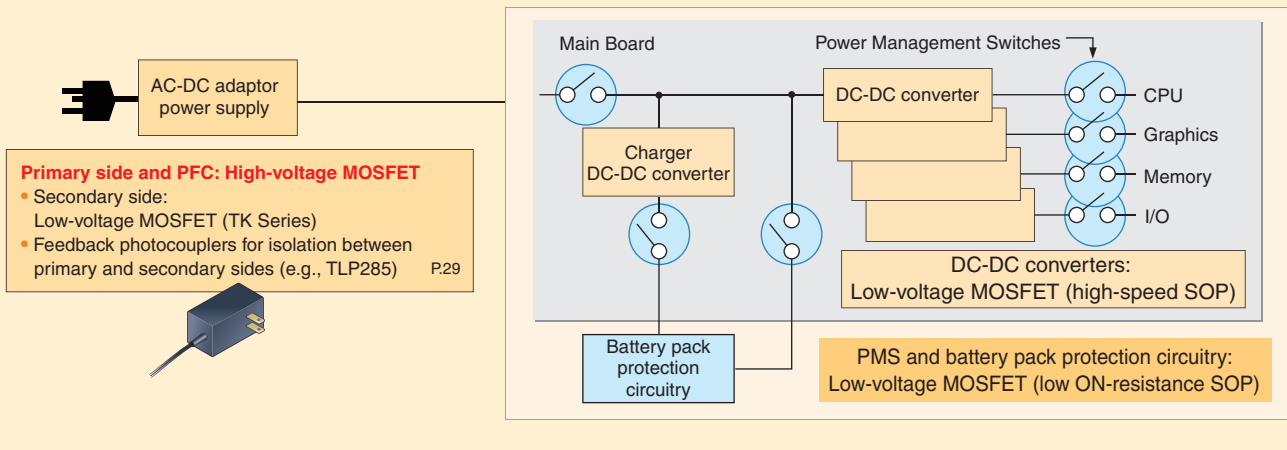 AC-DC adaptor
power supply
Primary side and PFC: High-voltage MOSFET
• Secondary side:
Low-voltage MOSFET (TK Series)
• Feedback photocouplers for isolation between
primary and secondary sides (e.g., TLP285) P.29
Main Board
Power Management Switches
DC-DC converter
CPU
Graphics
Memory
I/O
Charger
DC-DC converter
DC-DC converters:
Low-voltage MOSFET (high-speed SOP)
Battery pack
protection
circuitry
PMS and battery pack protection circuitry:
Low-voltage MOSFET (low ON-resistance SOP)